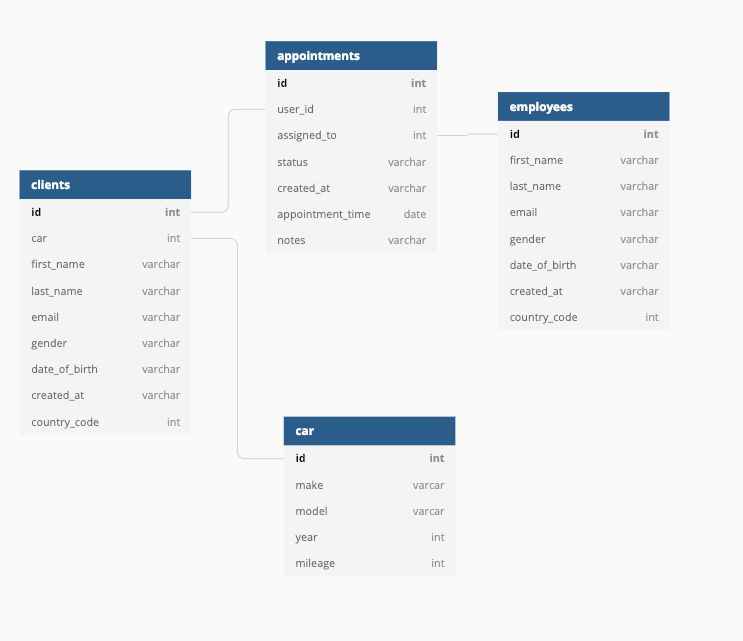 appointments
id int
user_id int
assigned_to int
status varchar
created_at varchar
appointment_time date
notes varchar
employees
id int
first_name varchar
last_name varchar
email varchar
gender varchar
date_of_birth varchar
created_at varchar
country_code int
clients
id int
car int
first_name varchar
last_name varchar
email varchar
gender varchar
date_of_birth varchar
created_at varchar
country_code int
car
id int
make varcar
model varcar
year int
mileage int